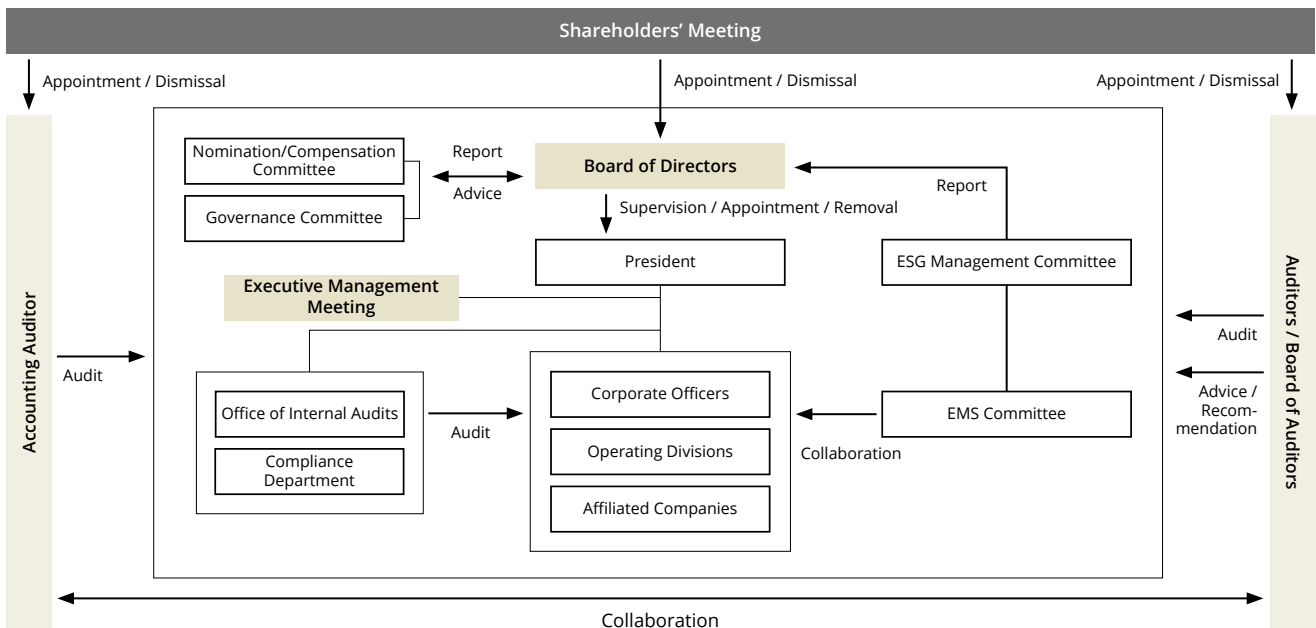 Shareholders’ Meeting
Appointment / Dismissal
Appointment / Dismissal
Appointment / Dismissal
Nomination/Compensation
Committee
Governance Committee
Report
Advice
Board of Directors
Report
Supervision / Appointment / Removal
President
ESG Management Committee
Executive Management
Meeting
Accounting Auditor
Audit
Office of Internal Audits
Compliance
Department
Audit
Corporate Officers
Operating Divisions
Affiliated Companies
Collaboration
EMS Committee
Audit
Advice /
Recom-
mendation
Auditors / Board of Auditors
Collaboration